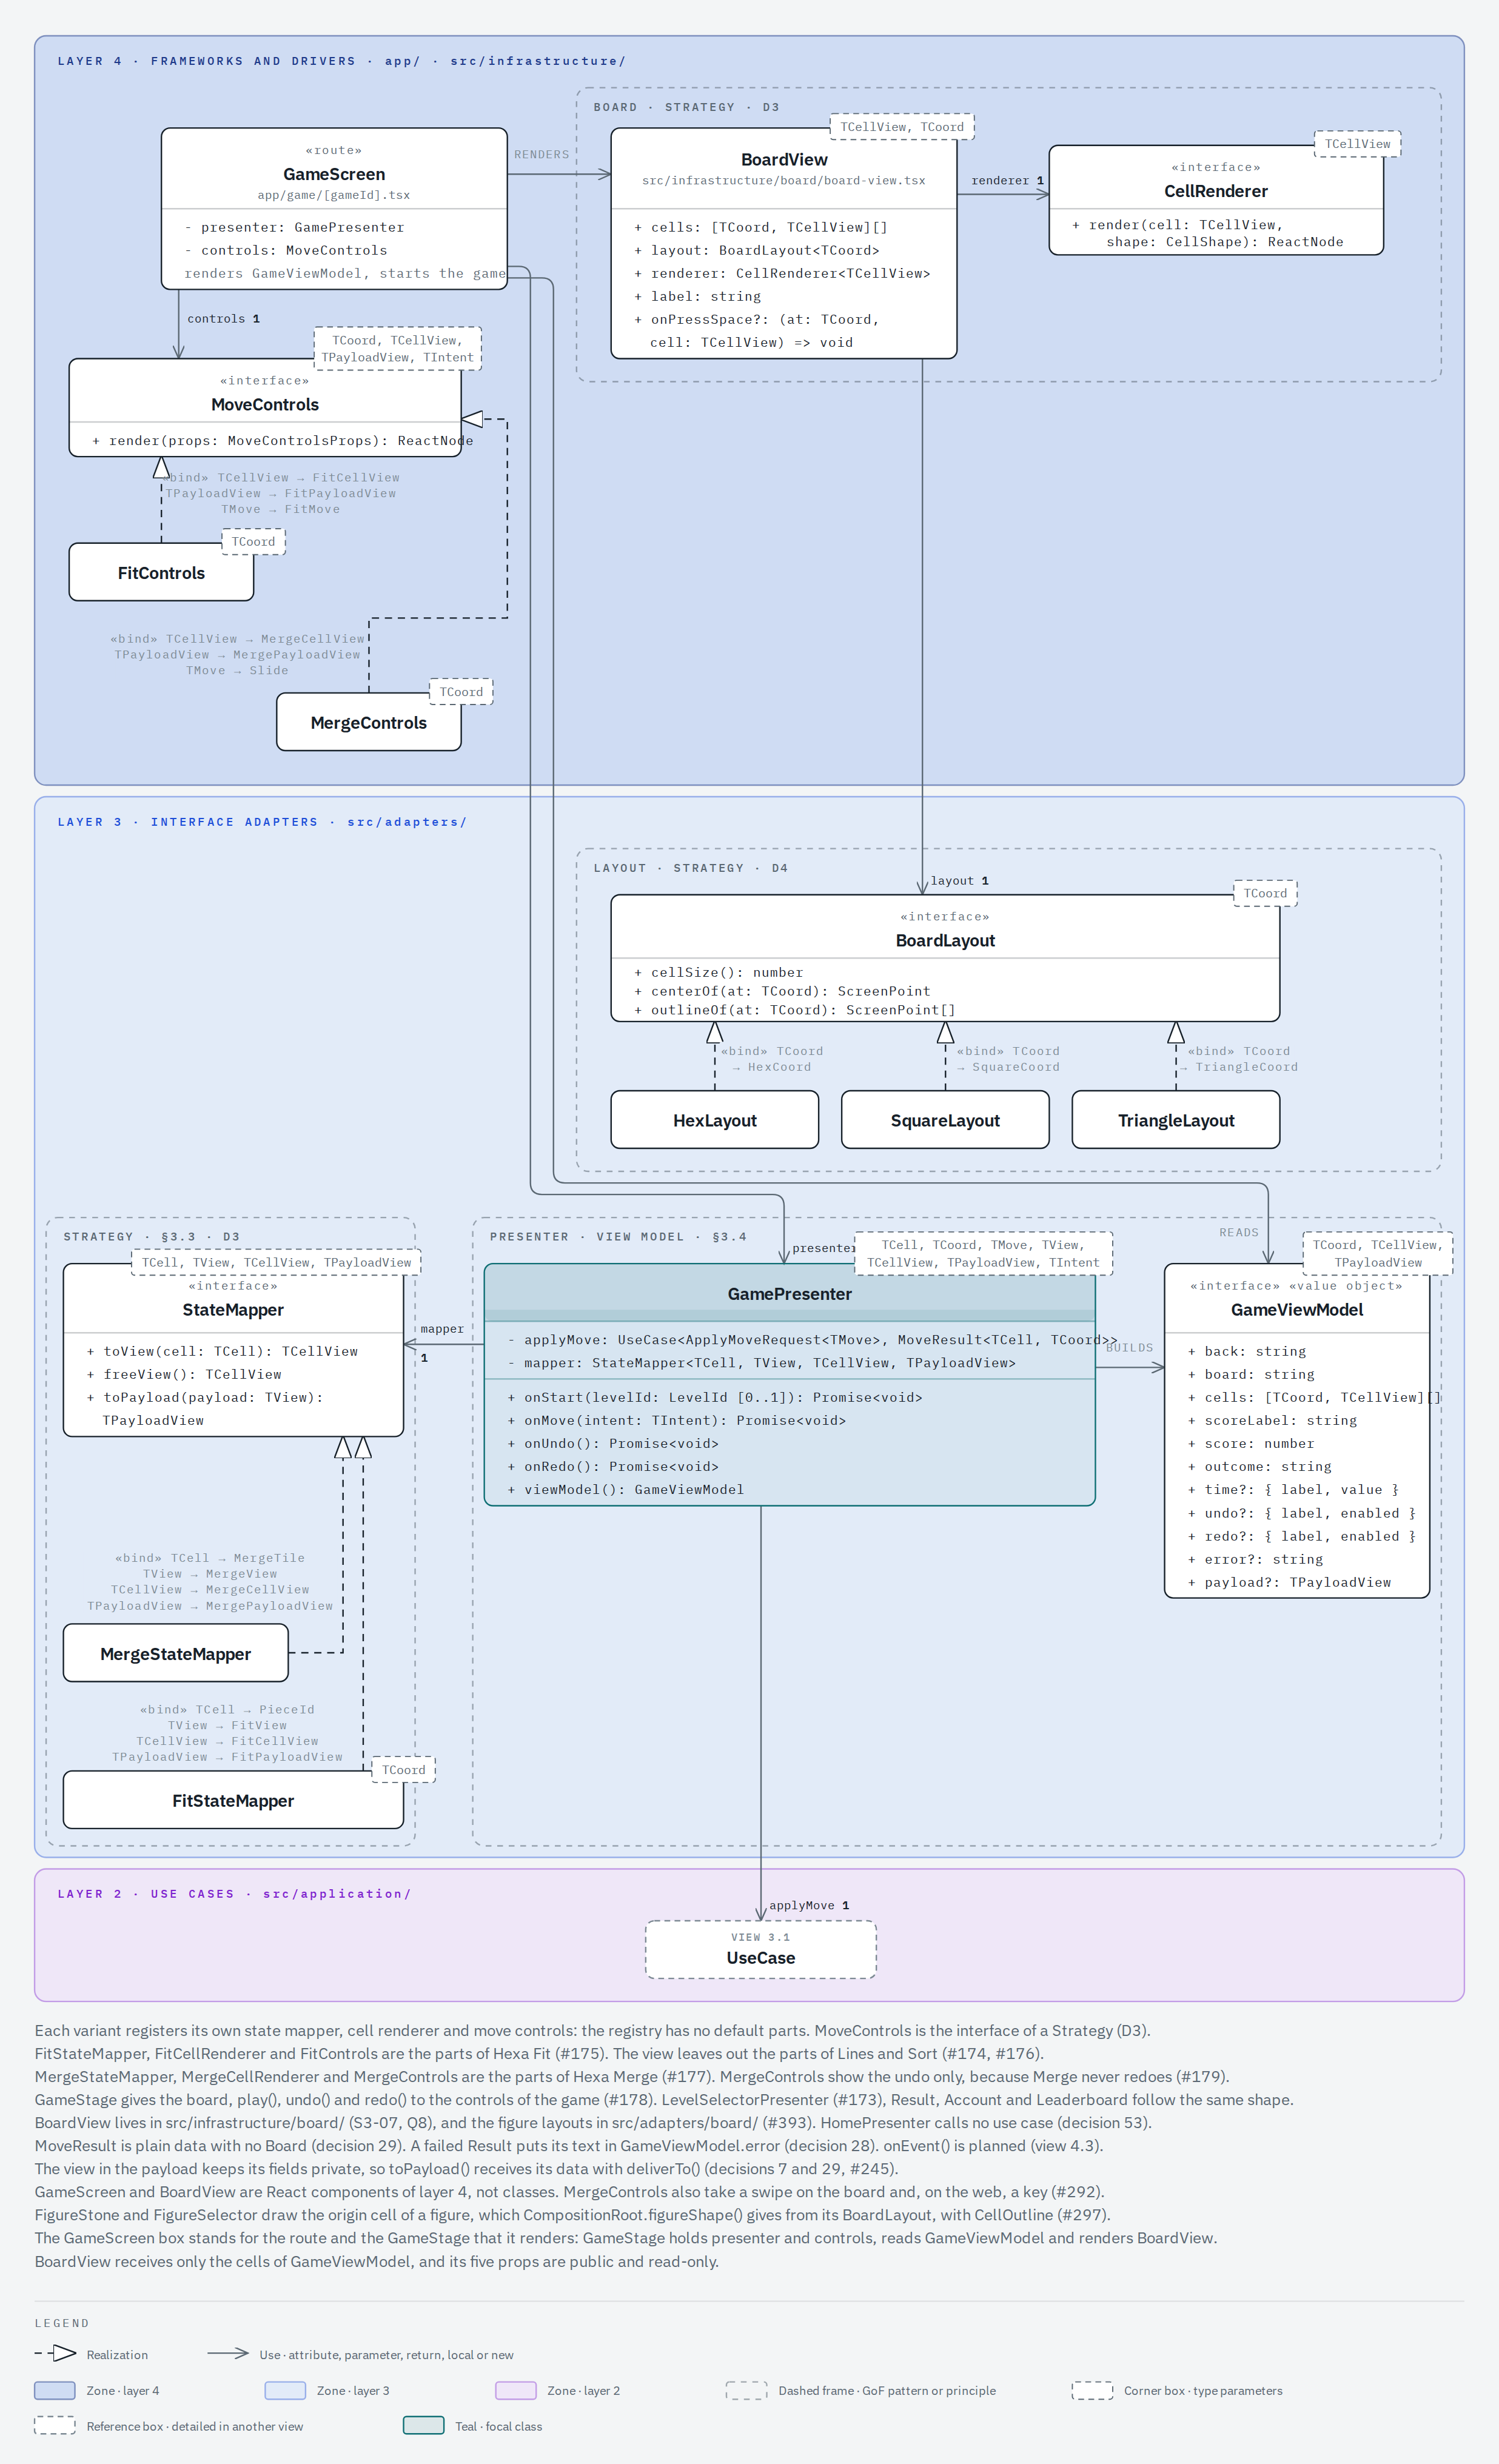 LAYER 4 · FRAMEWORKS AND DRIVERS · app/ · src/infrastructure/
BOARD · STRATEGY · D3
«route»
GameScreen
app/game/[gameId].tsx
- presenter: GamePresenter
- controls: MoveControls
renders GameViewModel, starts the game
RENDERS
TCellView, TCoord
BoardView
src/infrastructure/board/board-view.tsx
+ cells: [TCoord, TCellView][]
+ layout: BoardLayout<TCoord>
+ renderer: CellRenderer<TCellView>
+ label: string
+ onPressSpace?: (at: TCoord,
cell: TCellView) => void
renderer 1
TCellView
«interface»
CellRenderer
+ render(cell: TCellView,
shape: CellShape): ReactNode
controls 1
TCoord, TCellView,
TPayloadView, TIntent
«interface»
MoveControls
+ render(props: MoveControlsProps): ReactNode
«bind» TCellView → FitCellView
TPayloadView → FitPayloadView
TMove → FitMove
TCoord
FitControls
«bind» TCellView → MergeCellView
TPayloadView → MergePayloadView
TMove → Slide
TCoord
MergeControls
LAYER 3 · INTERFACE ADAPTERS · src/adapters/
LAYOUT · STRATEGY · D4
layout 1
TCoord
«interface»
BoardLayout
+ cellSize(): number
+ centerOf(at: TCoord): ScreenPoint
+ outlineOf(at: TCoord): ScreenPoint[]
«bind» TCoord
→ HexCoord
«bind» TCoord
→ SquareCoord
«bind» TCoord
→ TriangleCoord
HexLayout
SquareLayout
TriangleLayout
STRATEGY · §3.3 · D3
TCell, TView, TCellView, TPayloadView
«interface»
StateMapper
+ toView(cell: TCell): TCellView
+ freeView(): TCellView
+ toPayload(payload: TView):
TPayloadView
mapper
1
«bind» TCell → MergeTile
TView → MergeView
TCellView → MergeCellView
TPayloadView → MergePayloadView
MergeStateMapper
«bind» TCell → PieceId
TView → FitView
TCellView → FitCellView
TPayloadView → FitPayloadView
TCoord
FitStateMapper
PRESENTER · VIEW MODEL · §3.4
presenter
TCell, TCoord, TMove, TView,
TCellView, TPayloadView, TIntent
GamePresenter
- applyMove: UseCase<ApplyMoveRequest<TMove>, MoveResult<TCell, TCoord>>
- mapper: StateMapper<TCell, TView, TCellView, TPayloadView>
+ onStart(levelId: LevelId [0..1]): Promise<void>
+ onMove(intent: TIntent): Promise<void>
+ onUndo(): Promise<void>
+ onRedo(): Promise<void>
+ viewModel(): GameViewModel
BUILDS
READS
TCoord, TCellView,
TPayloadView
«interface» «value object»
GameViewModel
+ back: string
+ board: string
+ cells: [TCoord, TCellView][]
+ scoreLabel: string
+ score: number
+ outcome: string
+ time?: { label, value }
+ undo?: { label, enabled }
+ redo?: { label, enabled }
+ error?: string
+ payload?: TPayloadView
LAYER 2 · USE CASES · src/application/
applyMove 1
VIEW 3.1
UseCase
Each variant registers its own state mapper, cell renderer and move controls: the registry has no default parts. MoveControls is the interface of a Strategy (D3).
FitStateMapper, FitCellRenderer and FitControls are the parts of Hexa Fit (#175). The view leaves out the parts of Lines and Sort (#174, #176).
MergeStateMapper, MergeCellRenderer and MergeControls are the parts of Hexa Merge (#177). MergeControls show the undo only, because Merge never redoes (#179).
GameStage gives the board, play(), undo() and redo() to the controls of the game (#178). LevelSelectorPresenter (#173), Result, Account and Leaderboard follow the same shape.
BoardView lives in src/infrastructure/board/ (S3-07, Q8), and the figure layouts in src/adapters/board/ (#393). HomePresenter calls no use case (decision 53).
MoveResult is plain data with no Board (decision 29). A failed Result puts its text in GameViewModel.error (decision 28). onEvent() is planned (view 4.3).
The view in the payload keeps its fields private, so toPayload() receives its data with deliverTo() (decisions 7 and 29, #245).
GameScreen and BoardView are React components of layer 4, not classes. MergeControls also take a swipe on the board and, on the web, a key (#292).
FigureStone and FigureSelector draw the origin cell of a figure, which CompositionRoot.figureShape() gives from its BoardLayout, with CellOutline (#297).
The GameScreen box stands for the route and the GameStage that it renders: GameStage holds presenter and controls, reads GameViewModel and renders BoardView.
BoardView receives only the cells of GameViewModel, and its five props are public and read-only.
LEGEND
Realization
Use · attribute, parameter, return, local or new
Zone · layer 4
Zone · layer 3
Zone · layer 2
Dashed frame · GoF pattern or principle
Corner box · type parameters
Reference box · detailed in another view
Teal · focal class